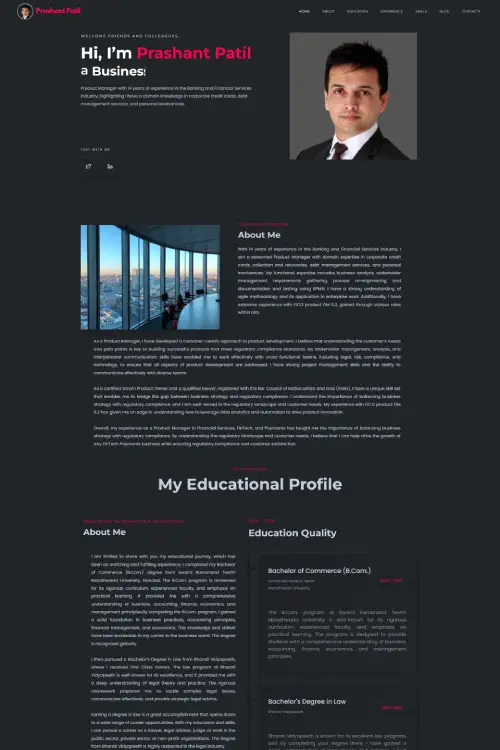 Prashant Patil
HOME ABOUT EDUCATION EXPERIENCE SKILLS BLOG CONTACTS
WELCOME FRIENDS AND COLLEAGUES,
Hi, I'm Prashant Patil
a Busines
Product Manager with 14 years of experience in the Banking and Financial Services
industry, highlighting I have a domain knowledge in corporate credit cards, debt
management services, and personal insolvencies.
About Me
With 14 years of experience in the Banking and Financial Services industry, I
am a seasoned Product Manager with domain expertise in corporate credit
cards, collection and recoveries, debt management services, and personal
insolvencies. My functional expertise includes business analysis, stakeholder
management, requirements gathering, process re-engineering, and
documentation and testing using BPMN. I have a strong understanding of
agile methodology and its application in enterprise work. Additionally, I have
extensive experience with FICO product DM 6.2, gained through various roles
within
As a Product Manager, I have developed a customer-centric approach to product development. I believe that understanding the customer's needs
and pain points is key to building successful products that meet regulatory compliance standards. My stakeholder management, analysis, and
interpersonal communication skills have enabled me to work effectively with cross-functional teams, including legal, risk, compliance, and
technology, to ensure that all aspects of product development are addressed. I have strong project management skills and the ability to
communicate effectively with diverse teams.
As a certified Scrum Product Owner and a qualified lawyer, registered with the Bar Council of Maharashtra and Goa (India), I have a unique skill set
that enables me to bridge the gap between business strategy and regulatory compliance. I understand the importance of balancing business
strategy with regulatory compliance, and I am well-versed in the regulatory landscape and customer needs. My experience with FICO product DM
6.2 has given me an edge in understanding how to leverage data analytics and automation to drive product innovation.
Overall, my experience as a Product Manager in Financial Services, FinTech, and Payments has taught me the importance of balancing business
strategy with regulatory compliance. By understanding the regulatory landscape and customer needs, I believe that I can help drive the growth of
any FinTech Payments business while ensuring regulatory compliance and customer satisfaction.
My Educational Profile
About Me
Education Quality
I am thrilled to share with you my educational journey, which has
been an enriching and fulfilling experience. I completed my Bachelor
of Commerce (B.Com.) degree from Swami Ramanand Teerth
Marathwada University, Nanded. The B.Com program is renowned
for its rigorous curriculum, experienced faculty, and emphasis on
practical learning. It provided me with a comprehensive
understanding of business, accounting, finance, economics, and
management principles. By completing the B.Com. program, I gained
a solid foundation in business practices, accounting principles,
financial management, and economics. The knowledge and skills I
have been invaluable in my career in the business world. The degree
is recognized globally.
I then pursued a Bachelor's Degree in Law from Bharati Vidyapeeth,
where I received First Class honors. The law program at Bharati
Vidyapeeth is well-known for its excellence, and it provided me with
a deep understanding of legal theory and practice. The rigorous
coursework prepared me to tackle complex legal issues,
communicate effectively, and provide strategic legal advice.
Earning a degree in law is a great accomplishment that opens doors
to a wide range of career opportunities. With my education and skills,
I can pursue a career as a lawyer, legal advisor, judge, or work in the
public sector, private sector, or non-profit organizations. The degree
from Bharati Vidyapeeth is highly respected in the legal industry
Bachelor of Commerce (B.Com.)
Swami Ramanand Teerth
Marathwada University
The B.Com. program at Swami Ramanand Teerth
Marathwada University is well-known for its rigorous
curriculum, experienced faculty, and emphasis on
practical learning. The program is designed to provide
students with a comprehensive understanding of business,
accounting, finance, economics, and management
principles.
Bachelor's Degree in Law
Bharati Vidyapeeth
Bharati Vidyapeeth is known for its excellent law program,
and by completing your degree there, I have gained a